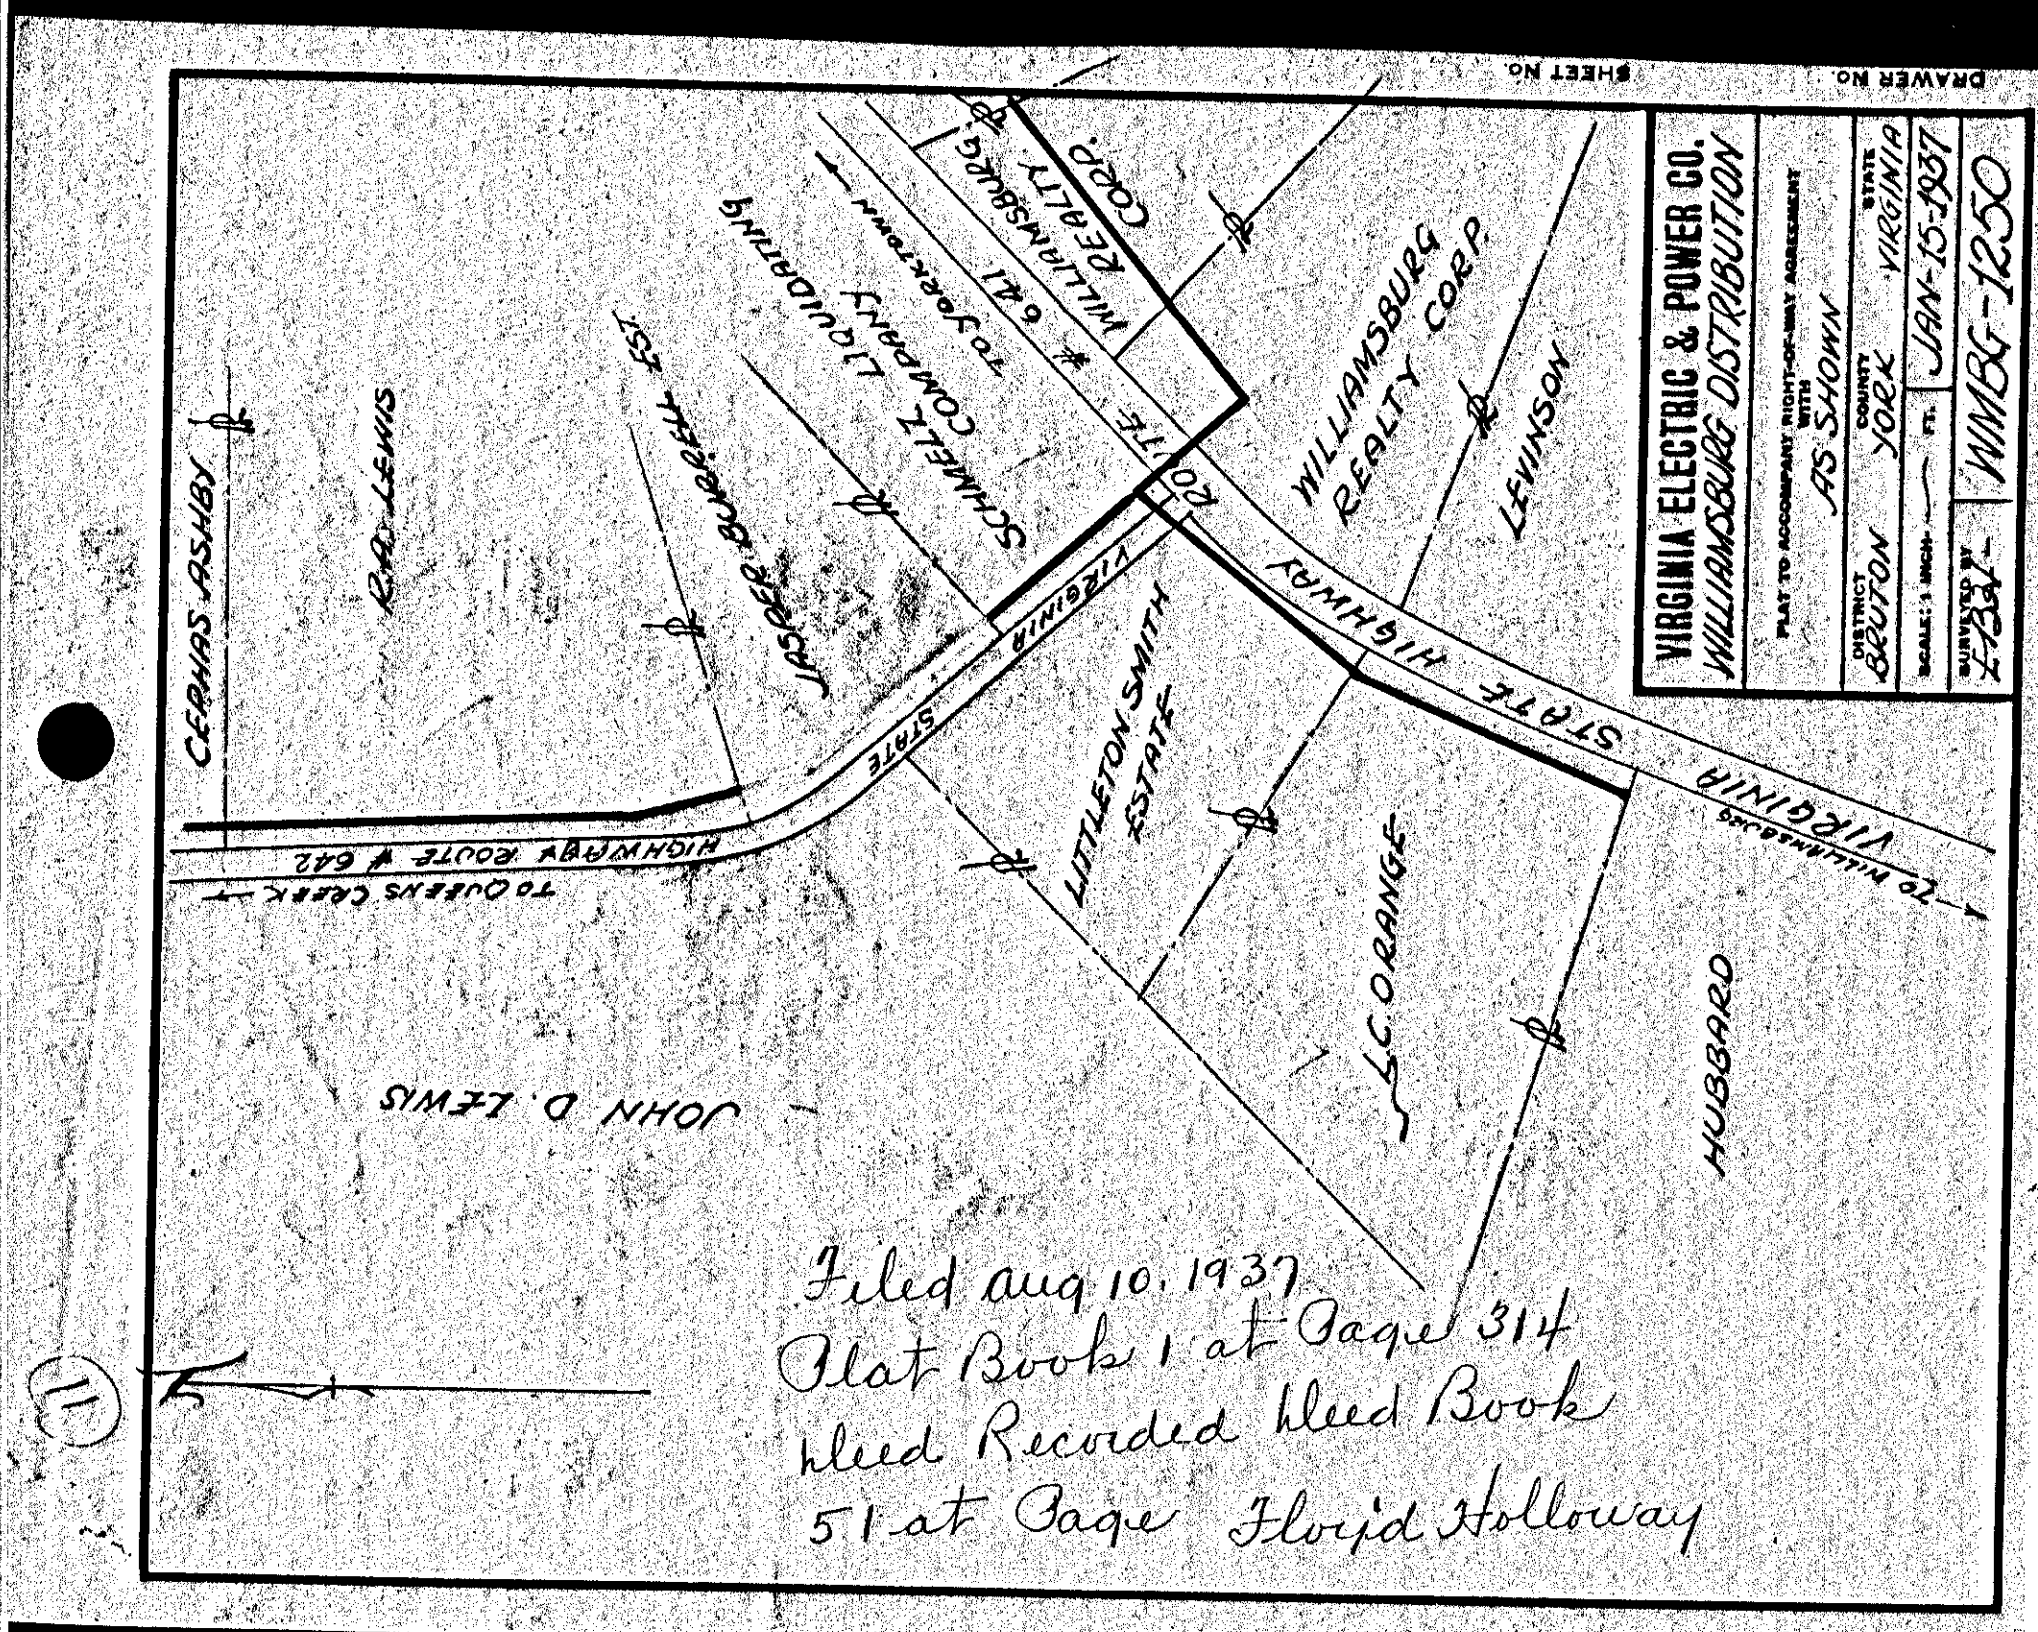 SHEET NO.
DRAWER NO.
VIRGINIA ELECTRIC & POWER CO.
WILLIAMSBURG DISTRIBUTION
PLAT TO ACCOMPANY RIGHT-OF-WAY AGREEMENT
WITH
AS SHOWN
DISTRICT
BRUTON
COUNTY
YORK
STATE
VIRGINIA
SCALE: 1 INCH FT.
JAN-15-1937
SURVEYED BY
WMBG-1250
CEPHAS ASHBY
R.A. LEWIS
JASPER BURRELL EST.
SCHMELZ LIQUIDATING
COMPANY
TO YORKTOWN
WILLIAMSBURG
REALTY
CORP.
WILLIAMSBURG
REALTY CORP.
LEVINSON
VIRGINIA STATE HIGHWAY ROUTE # 641
TO WILLIAMSBURG
VIRGINIA STATE HIGHWAY ROUTE # 642
TO QUEENS CREEK
LITTLETON SMITH
ESTATE
L.C. ORANGE
HUBBARD
JOHN D. LEWIS
Filed Aug 10. 1937
Plat Book 1 at Page 314
Deed Recorded Deed Book
51 at Page Floyd Holloway
11